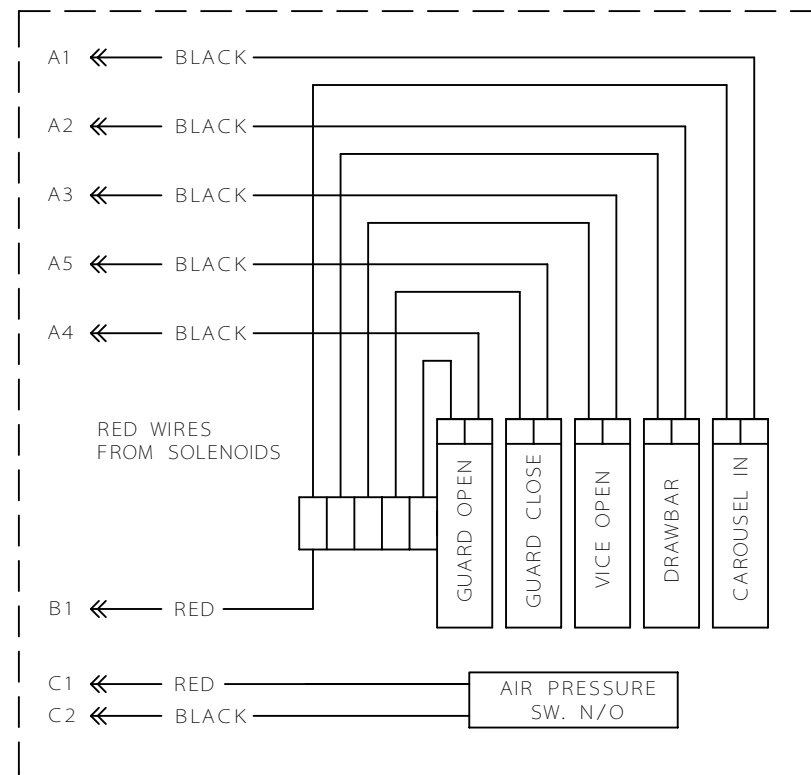 A1 BLACK
A2 BLACK
A3 BLACK
A5 BLACK
A4 BLACK
RED WIRES
FROM SOLENOIDS
GUARD OPEN
GUARD CLOSE
VICE OPEN
DRAWBAR
CAROUSEL IN
B1 RED
C1 RED
C2 BLACK
AIR PRESSURE
SW. N/O